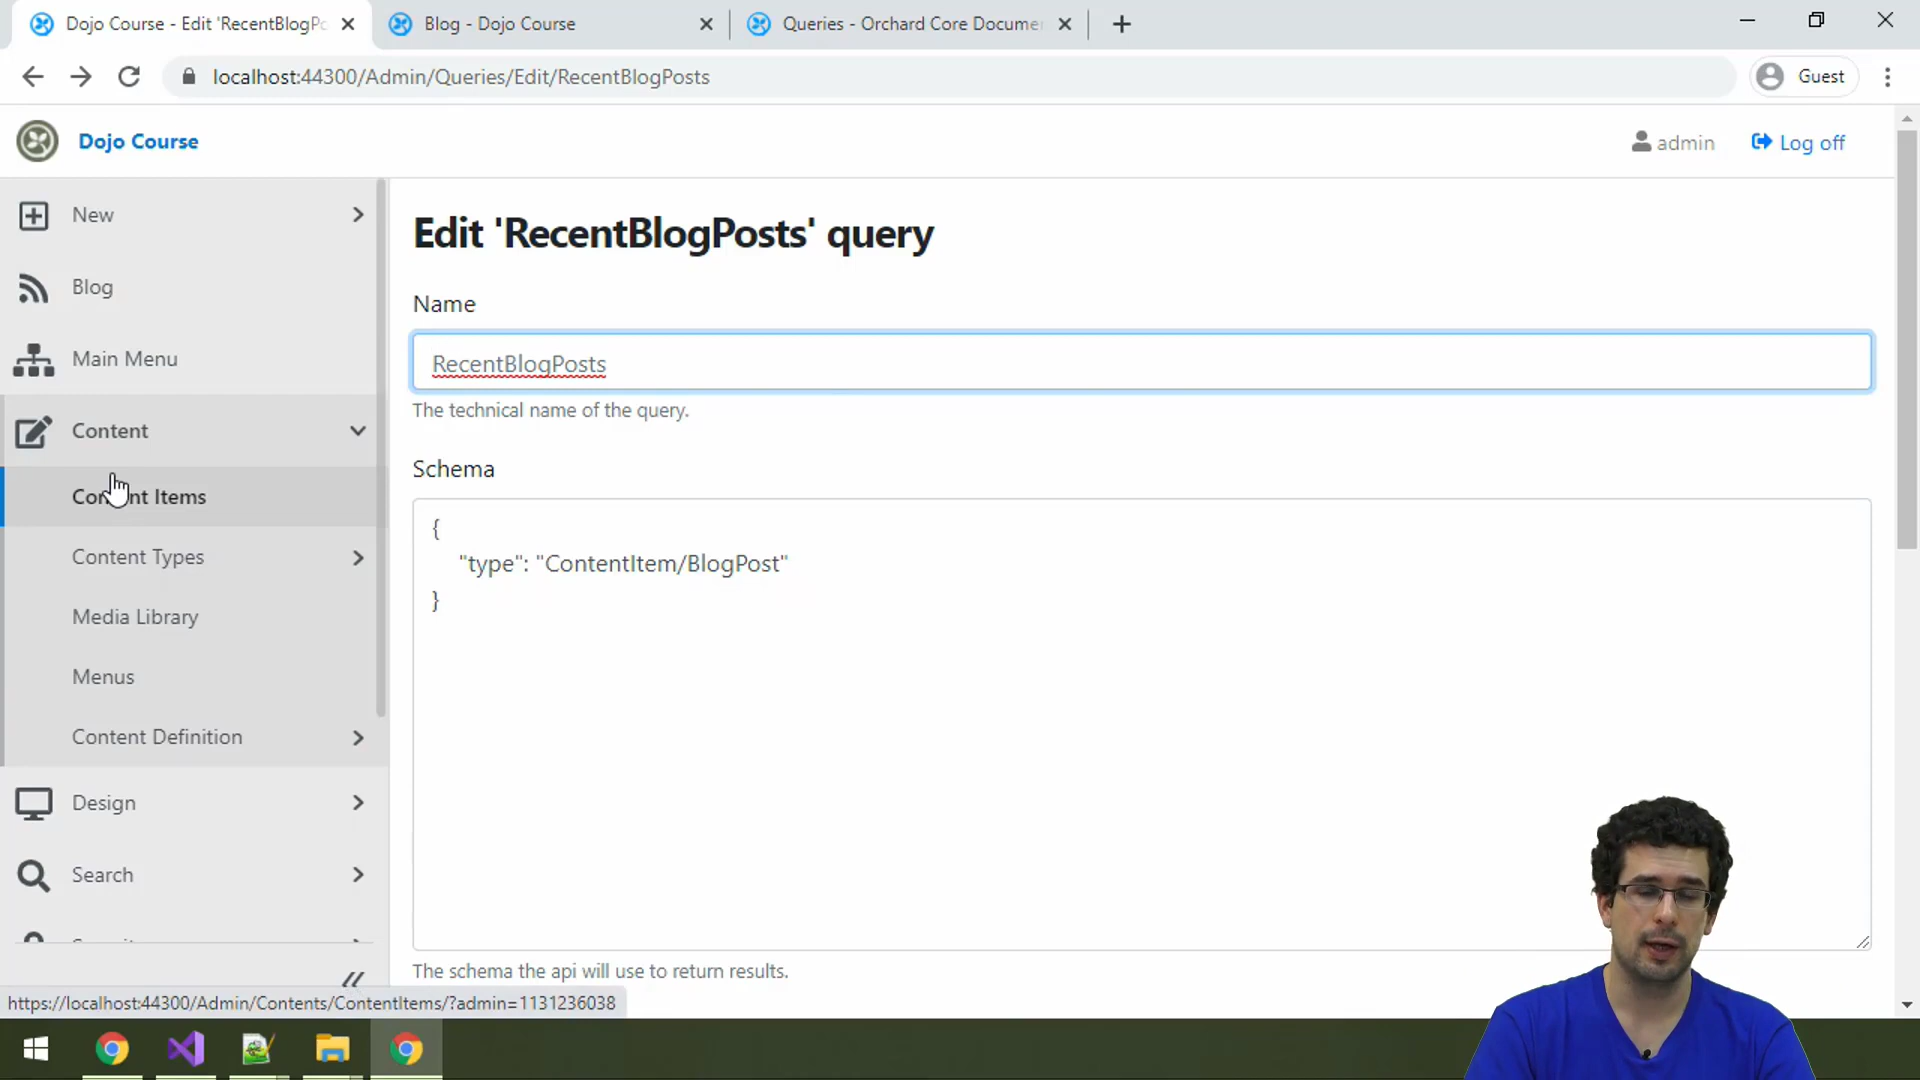 Dojo Course - Edit 'RecentBlogPo
Blog - Dojo Course
Queries - Orchard Core Documen
localhost:44300/Admin/Queries/Edit/RecentBlogPosts
Guest
Dojo Course
admin
Log off
New
Blog
Main Menu
Content
Content Items
Content Types
Media Library
Menus
Content Definition
Design
Search
Edit 'RecentBlogPosts' query
Name
RecentBlogPosts
The technical name of the query.
Schema
{
"type": "ContentItem/BlogPost"
}
The schema the api will use to return results.
https://localhost:44300/Admin/Contents/ContentItems/?admin=1131236038